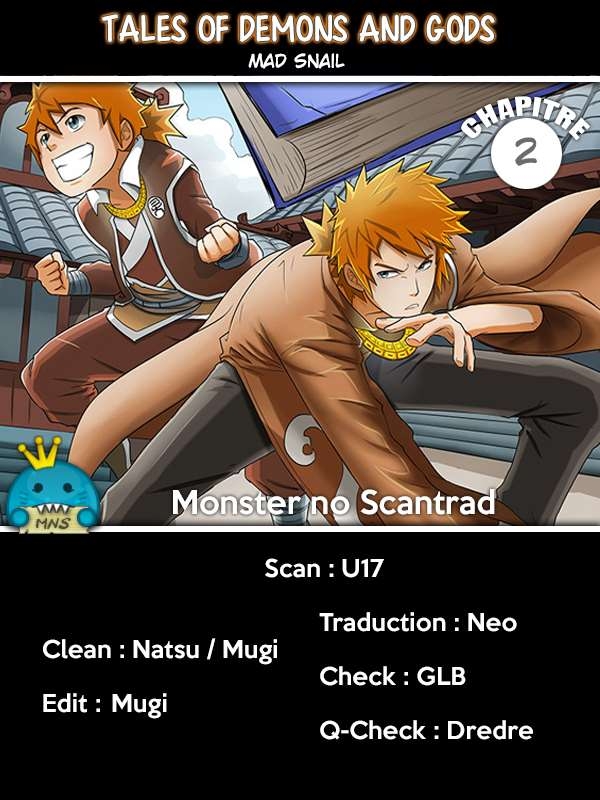 TALES OF DEMONS AND GODS
MAD SNAIL
CHAPITRE
2
MNS
Monster no Scantrad
Scan : U17
Traduction : Neo
Clean : Natsu / Mugi
Check : GLB
Edit : Mugi
Q-Check : Dredre